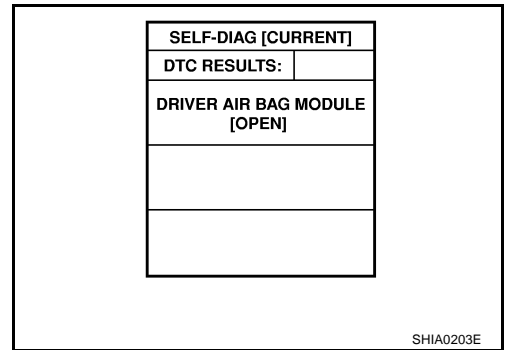 SELF-DIAG [CURRENT]
DTC RESULTS:
DRIVER AIR BAG MODULE
[OPEN]
SHIA0203E